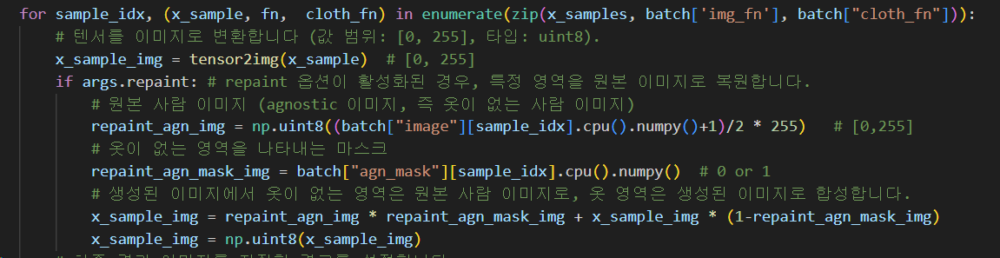 for sample_idx, (x_sample, fn,  cloth_fn) in enumerate(zip(x_samples, batch['img_fn'], batch["cloth_fn"])):
# 텐서를 이미지로 변환합니다 (값 범위: [0, 255], 타입: uint8).
x_sample_img = tensor2img(x_sample)  # [0, 255]
if args.repaint: # repaint 옵션이 활성화된 경우, 특정 영역을 원본 이미지로 복원합니다.
# 원본 사람 이미지 (agnostic 이미지, 즉 옷이 없는 사람 이미지)
repaint_agn_img = np.uint8((batch["image"][sample_idx].cpu().numpy()+1)/2 * 255)   # [0,255]
# 옷이 없는 영역을 나타내는 마스크
repaint_agn_mask_img = batch["agn_mask"][sample_idx].cpu().numpy()  # 0 or 1
# 생성된 이미지에서 옷이 없는 영역은 원본 사람 이미지로, 옷 영역은 생성된 이미지로 합성합니다.
x_sample_img = repaint_agn_img * repaint_agn_mask_img + x_sample_img * (1-repaint_agn_mask_img)
x_sample_img = np.uint8(x_sample_img)